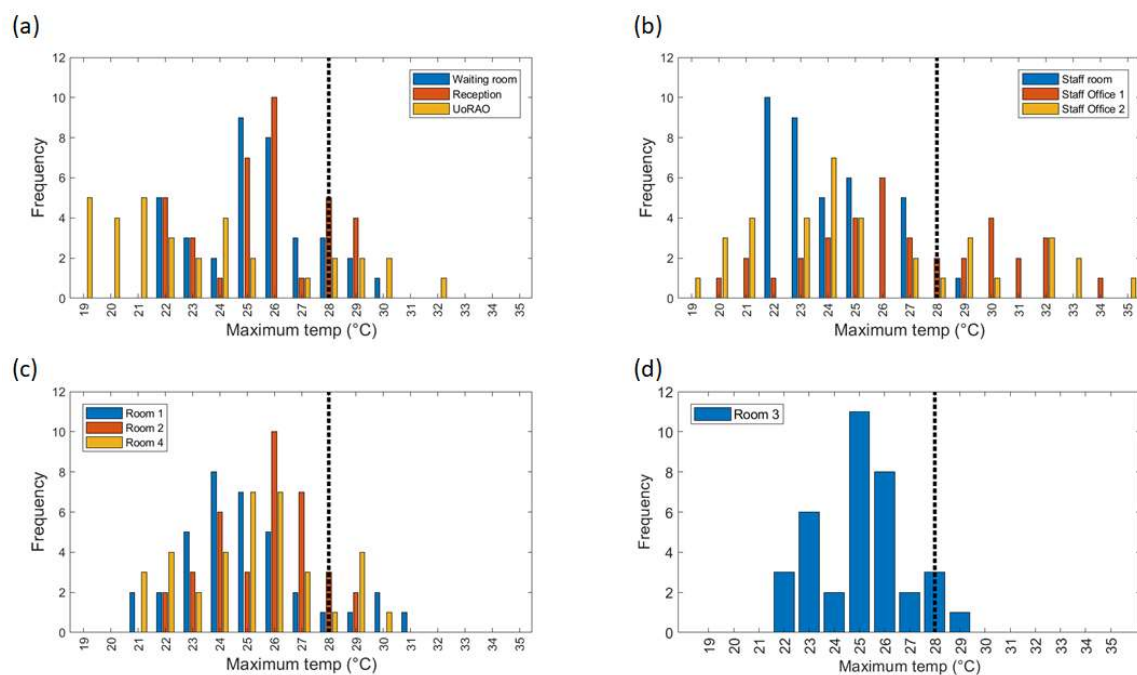 (a)
12
10
8
6
4
2
0
Frequency
Waiting room
Reception
UoRAO
19 20 21 22 23 24 25 26 27 28 29 30 31 32 33 34 35
Maximum temp (°C)
(b)
12
10
8
6
4
2
0
Frequency
Staff room
Staff Office 1
Staff Office 2
19 20 21 22 23 24 25 26 27 28 29 30 31 32 33 34 35
Maximum temp (°C)
(c)
12
10
8
6
4
2
0
Frequency
Room 1
Room 2
Room 4
19 20 21 22 23 24 25 26 27 28 29 30 31 32 33 34 35
Maximum temp (°C)
(d)
12
10
8
6
4
2
0
Frequency
Room 3
19 20 21 22 23 24 25 26 27 28 29 30 31 32 33 34 35
Maximum temp (°C)